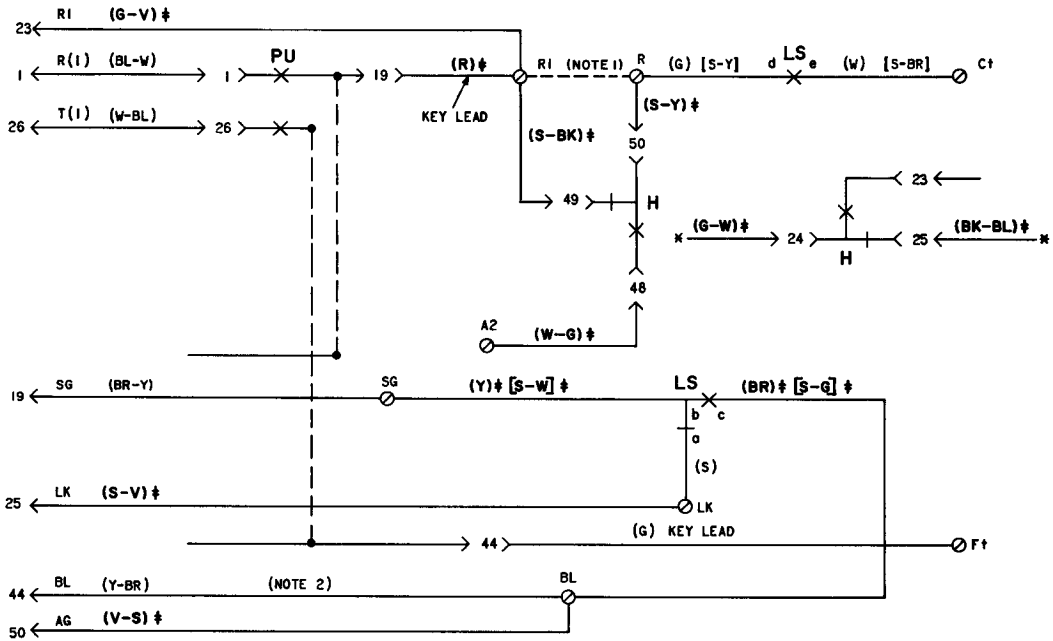 23 RI (G-V)‡
1 R(I) (BL-W) 1 PU 19 (R)‡ RI (NOTE 1) R (G) [S-Y] d LS e (W) [S-BR] Ct
KEY LEAD
26 T(I) (W-BL) 26
(S-Y)‡
(S-BK)‡ 50
49 H
23
* (G-W)‡ 24 25 (BK-BL)‡ *
H
48
A2 (W-G)‡
19 SG (BR-Y) SG (Y)‡ [S-W]‡ LS (BR)‡ [S-G]‡
b c
a
(S)
25 LK (S-V)‡ LK
44 (G) KEY LEAD Ft
44 BL (Y-BR) (NOTE 2) BL
50 AG (V-S)‡